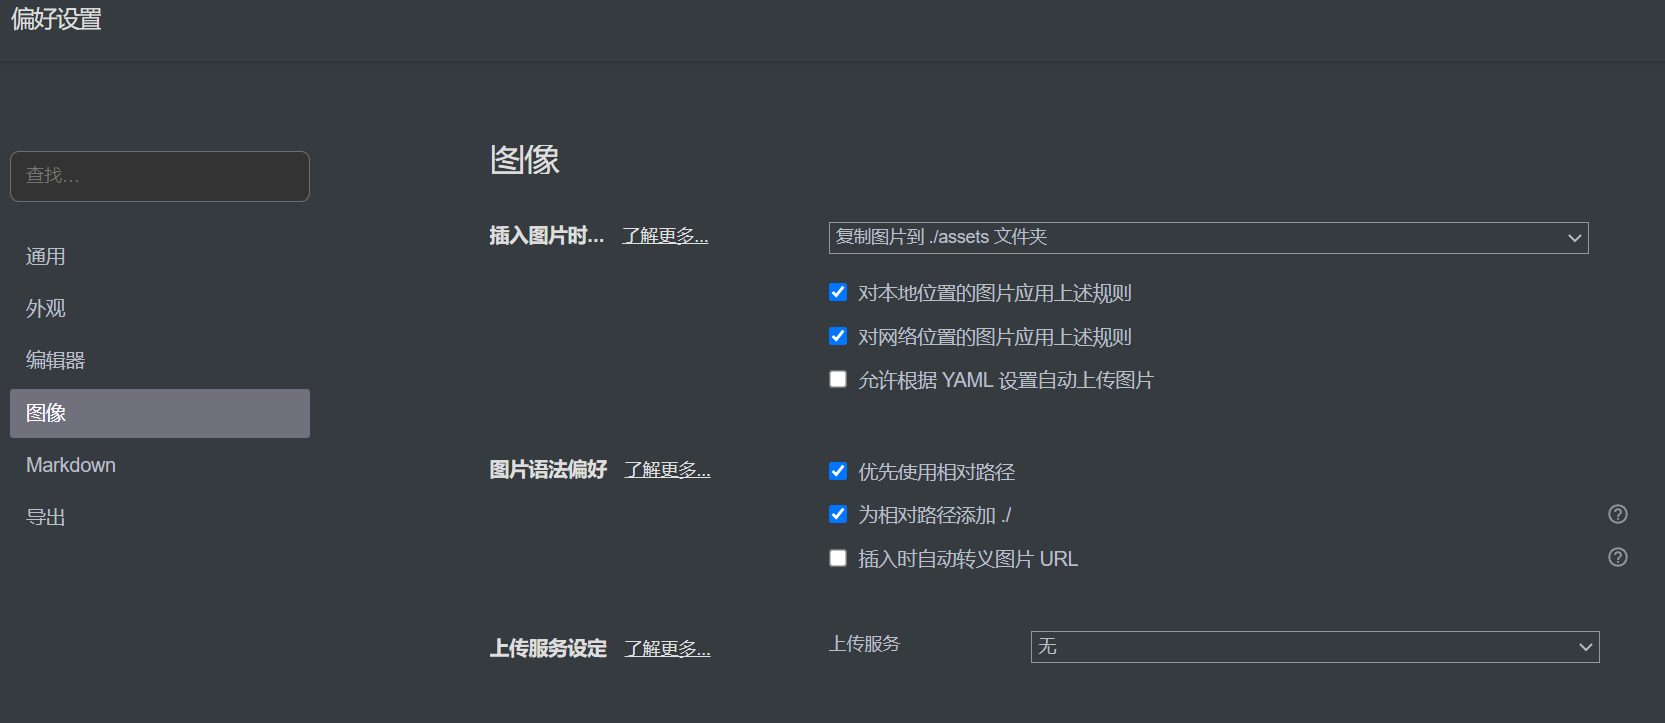 偏好设置
查找...
通用
外观
编辑器
图像
Markdown
导出
图像
插入图片时... 了解更多... 复制图片到 ./assets 文件夹
对本地位置的图片应用上述规则
对网络位置的图片应用上述规则
允许根据 YAML 设置自动上传图片
图片语法偏好 了解更多... 优先使用相对路径
为相对路径添加 ./
插入时自动转义图片 URL
上传服务设定 了解更多... 上传服务 无